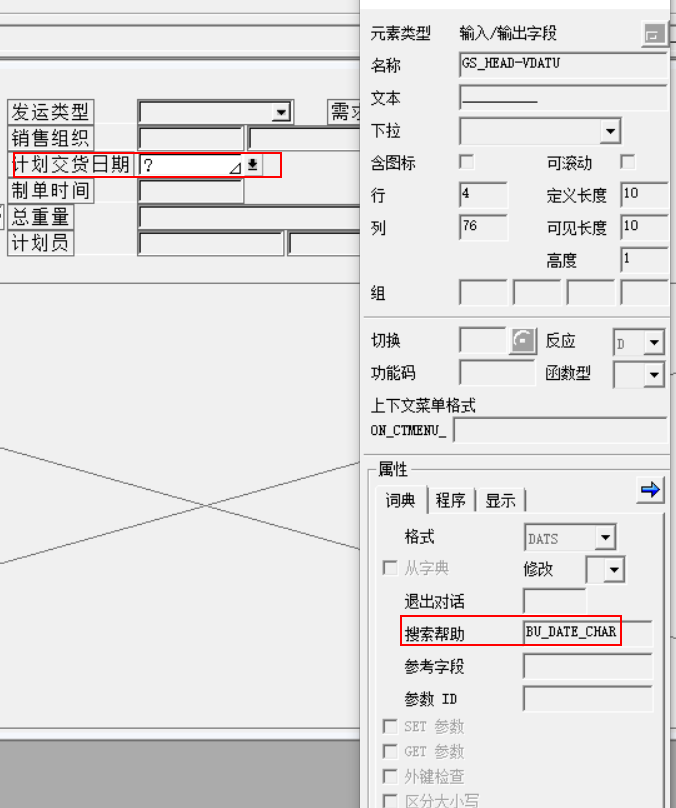 发运类型
需求
销售组织
计划交货日期 ?
制单时间
总重量
计划员
元素类型 输入/输出字段
名称 GS_HEAD-VDATU
文本 __________
下拉
含图标 可滚动
行 4 定义长度 10
列 76 可见长度 10
高度 1
组
切换 反应 D
功能码 函数型
上下文菜单格式
ON_CTMENU_
属性
词典 程序 显示
格式 DATS
从字典 修改
退出对话
搜索帮助 BU_DATE_CHAR
参考字段
参数 ID
SET 参数
GET 参数
外键检查
区分大小写